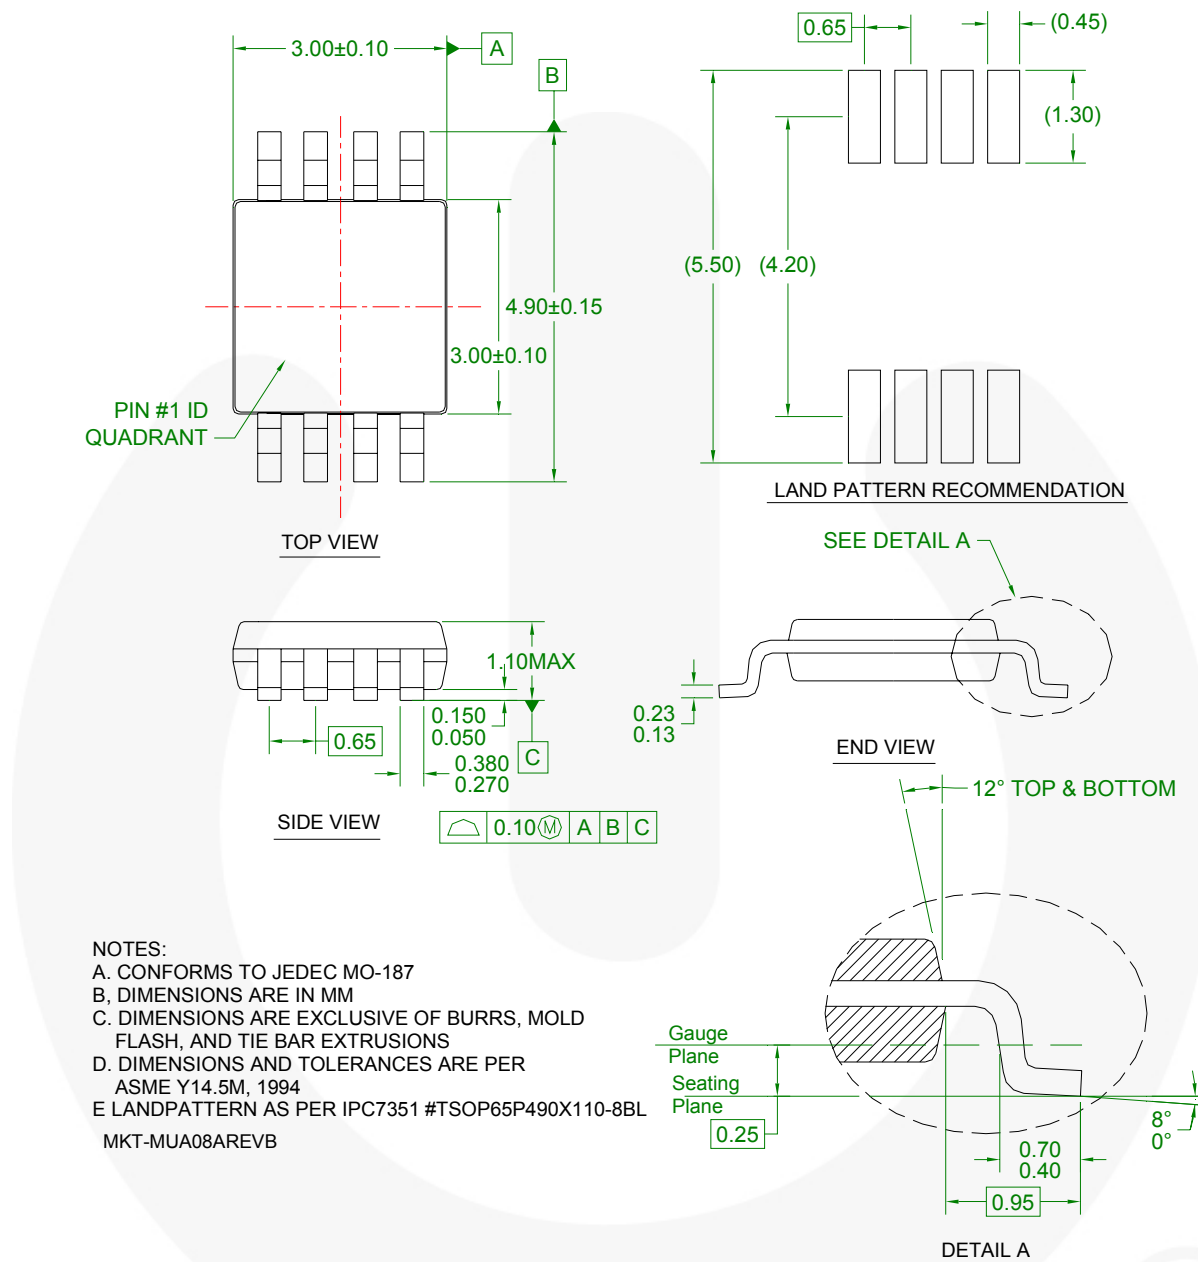 3.00±0.10
A
B
4.90±0.15
3.00±0.10
PIN #1 ID
QUADRANT
TOP VIEW
0.65
(0.45)
(1.30)
(5.50)
(4.20)
LAND PATTERN RECOMMENDATION
SEE DETAIL A
1.10MAX
0.150
0.050
0.65
0.380
0.270
C
SIDE VIEW
0.10Ⓜ A B C
0.23
0.13
END VIEW
12° TOP & BOTTOM
NOTES:
A. CONFORMS TO JEDEC MO-187
B, DIMENSIONS ARE IN MM
C. DIMENSIONS ARE EXCLUSIVE OF BURRS, MOLD
FLASH, AND TIE BAR EXTRUSIONS
D. DIMENSIONS AND TOLERANCES ARE PER
ASME Y14.5M, 1994
E LANDPATTERN AS PER IPC7351 #TSOP65P490X110-8BL
MKT-MUA08AREVB
Gauge
Plane
Seating
Plane
0.25
8°
0°
0.70
0.40
0.95
DETAIL A